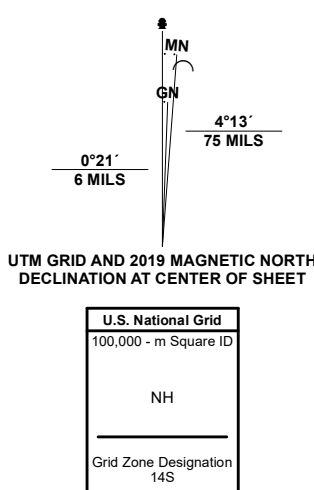 MN
GN
4°13´
75 MILS
0°21´
6 MILS
UTM GRID AND 2019 MAGNETIC NORTH
DECLINATION AT CENTER OF SHEET
U.S. National Grid
100,000 - m Square ID
NH
Grid Zone Designation
14S